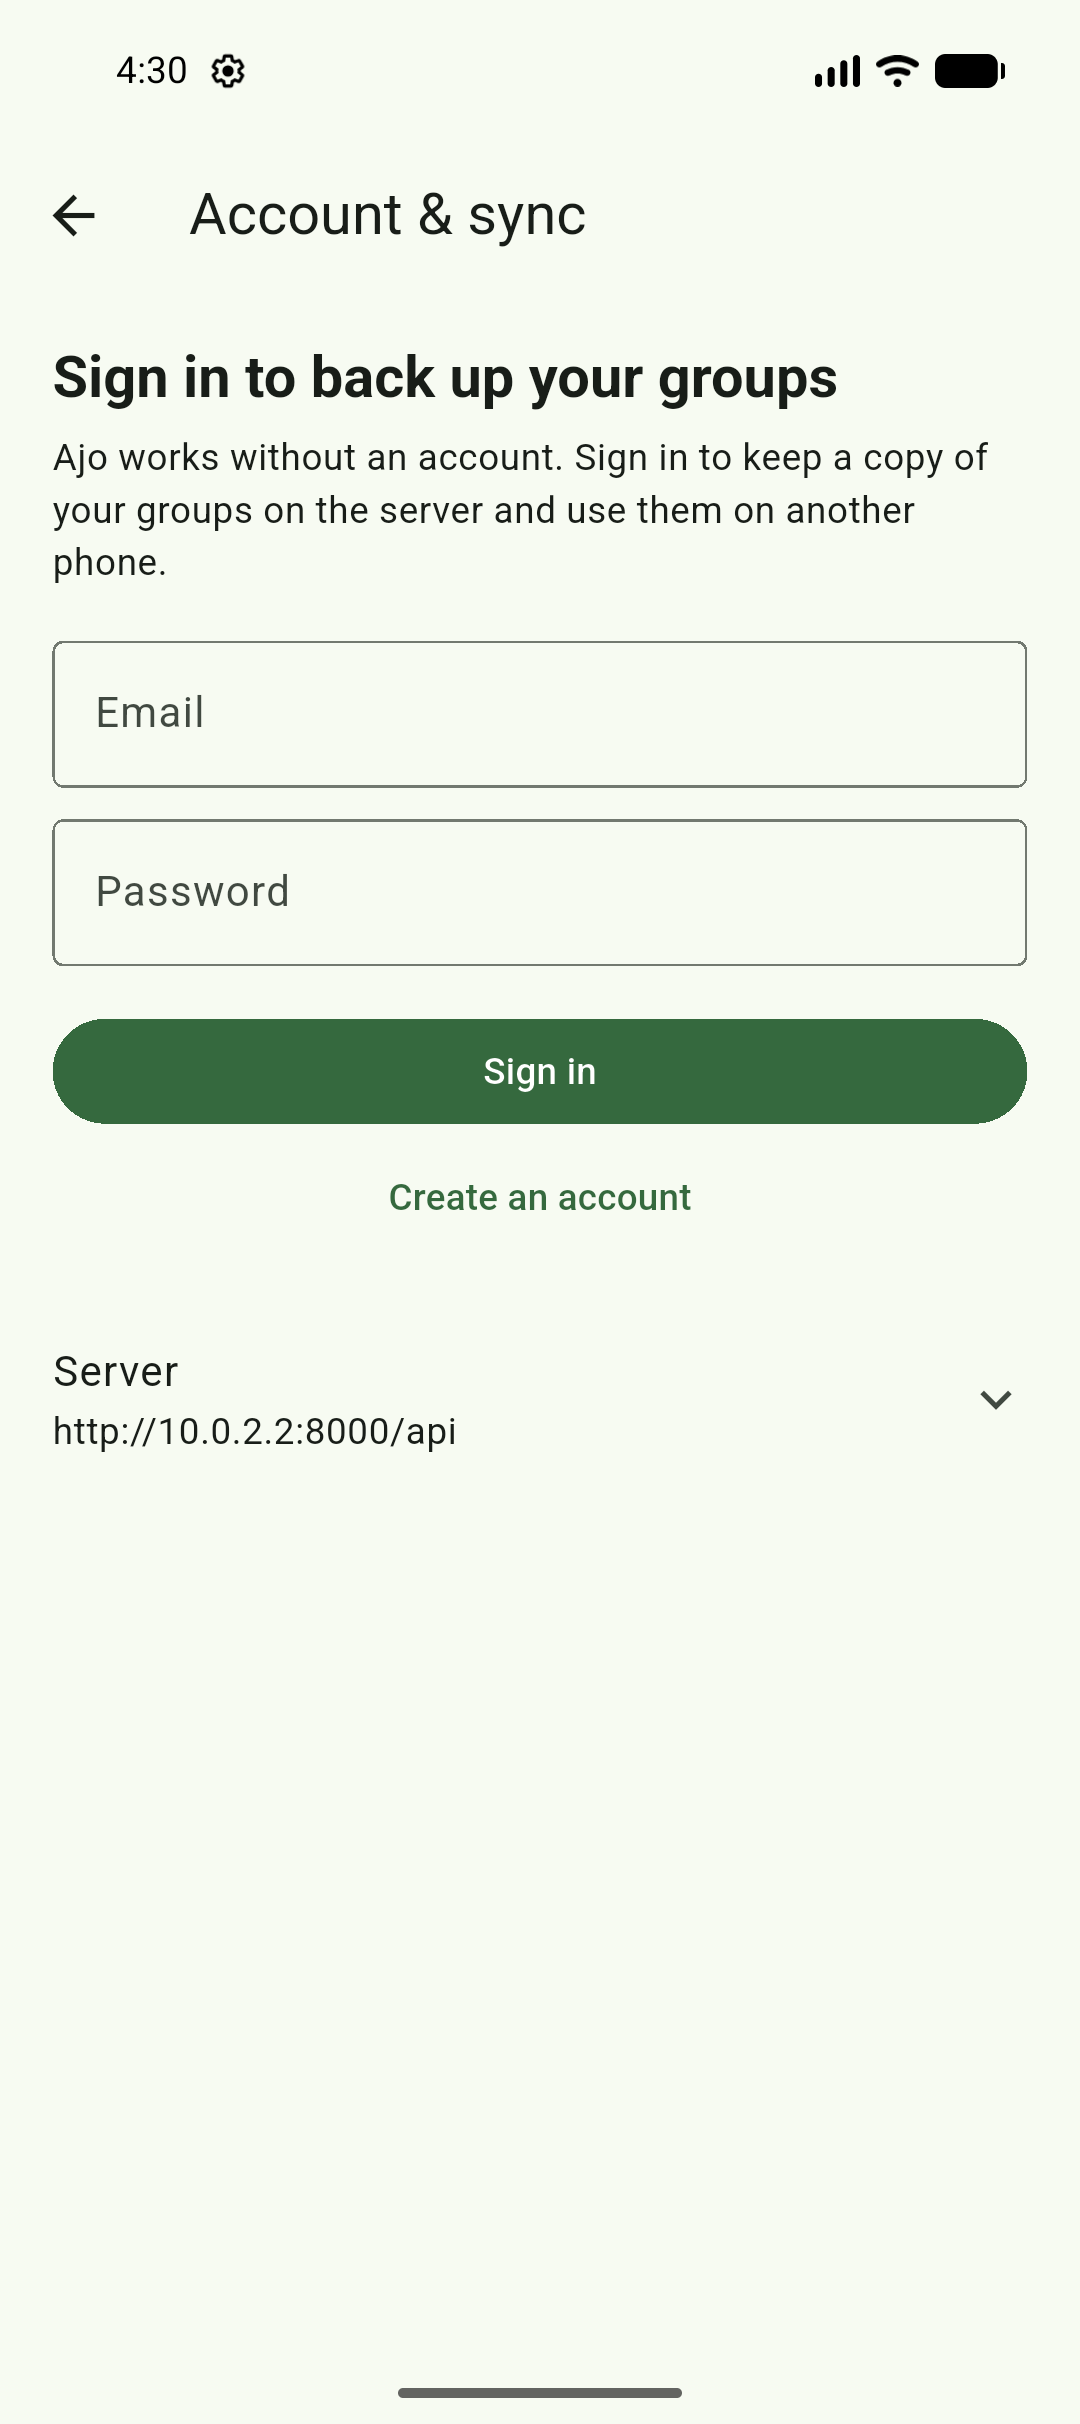 4:30
Account & sync
Sign in to back up your groups
Ajo works without an account. Sign in to keep a copy of
your groups on the server and use them on another
phone.
Email
Password
Sign in
Create an account
Server
http://10.0.2.2:8000/api